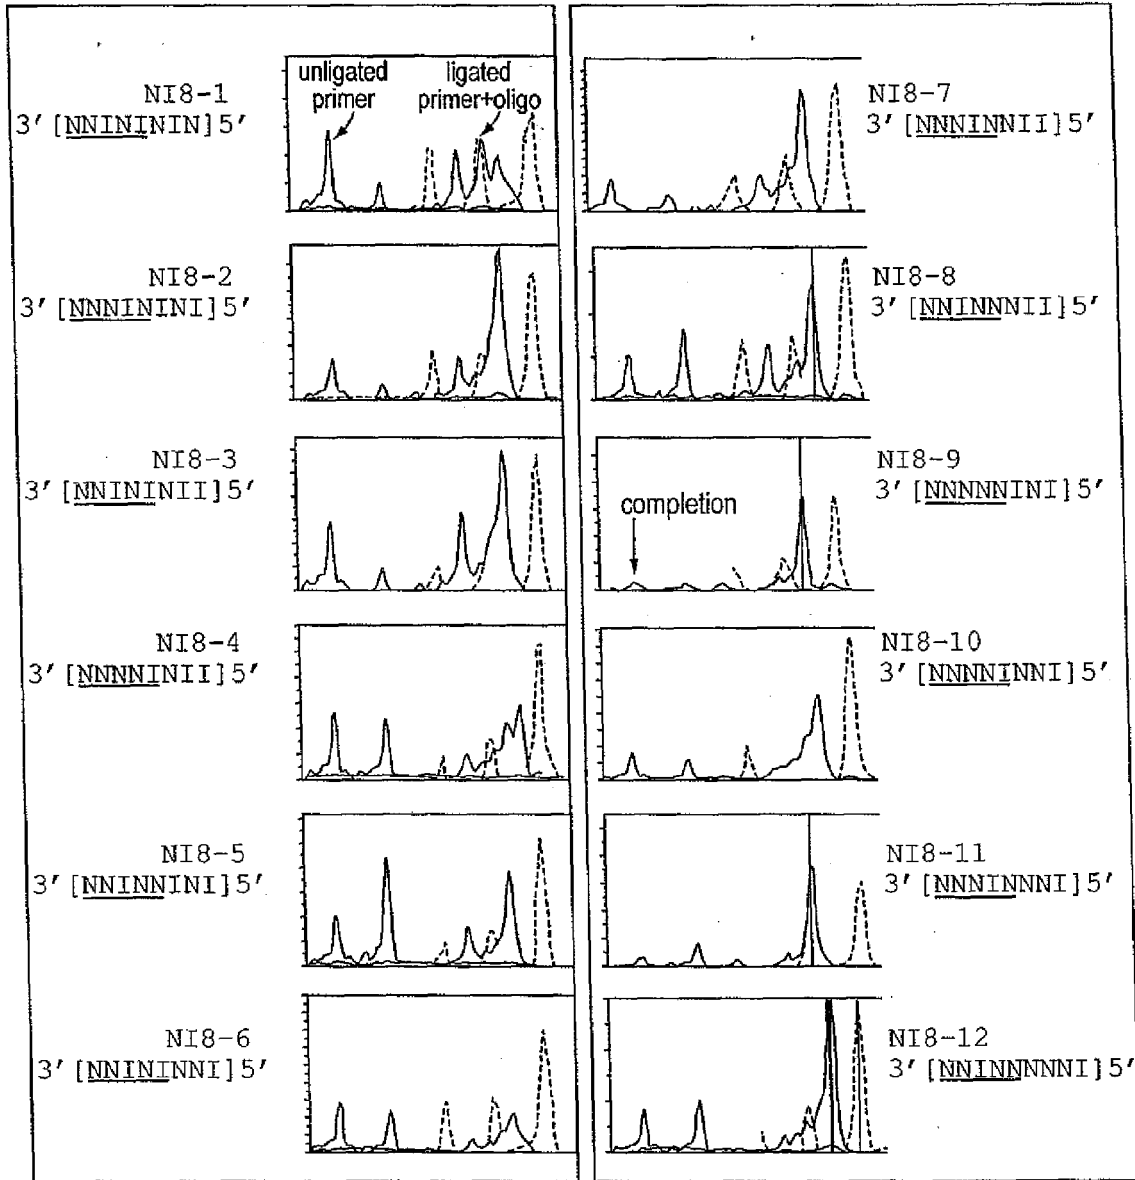 NI8-1
3' [NNINININ]5'
unligated
primer
ligated
primer+oligo
NI8-2
3' [NNNININI]5'
NI8-3
3' [NNININII]5'
NI8-4
3' [NNNNINII]5'
NI8-5
3' [NNINNINI]5'
NI8-6
3' [NNININNI]5'
NI8-7
3' [NNNINNII]5'
NI8-8
3' [NNINNNII]5'
NI8-9
3' [NNNNNINI]5'
completion
NI8-10
3' [NNNNINNI]5'
NI8-11
3' [NNNINNNI]5'
NI8-12
3' [NNINNNNNI]5'